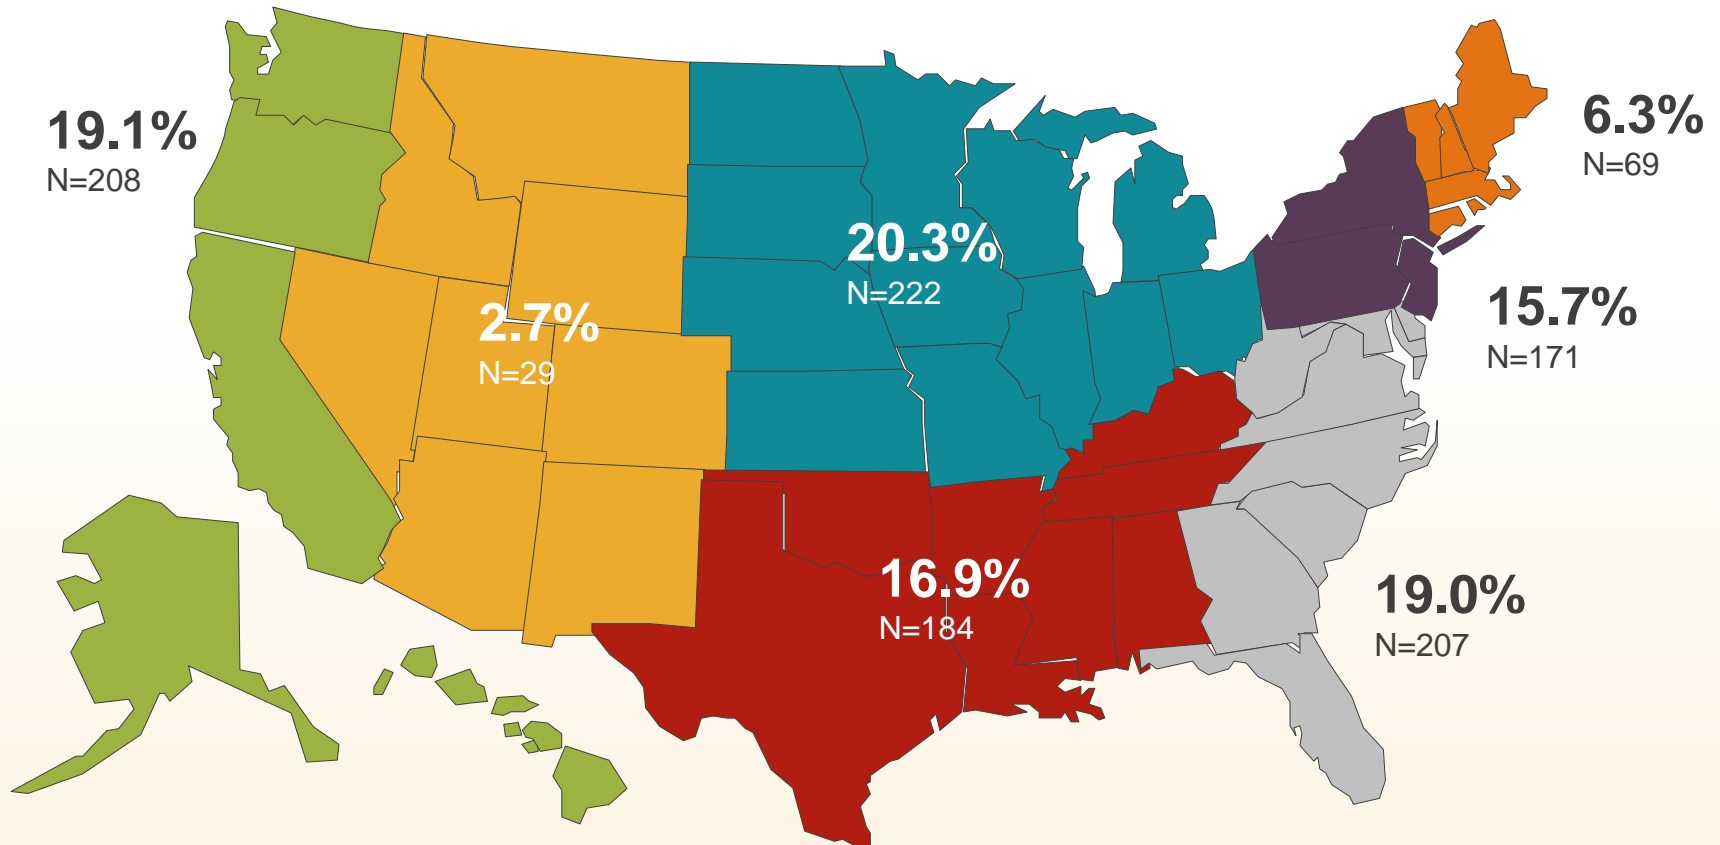 19.1%
N=208
6.3%
N=69
20.3%
N=222
2.7%
N=29
15.7%
N=171
16.9%
N=184
19.0%
N=207